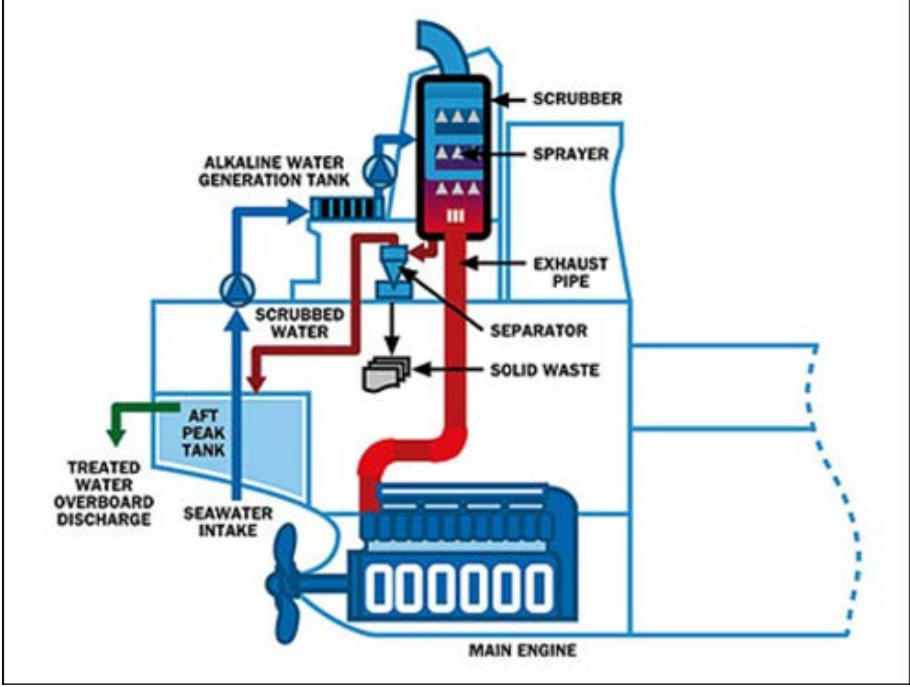 SCRUBBER
SPRAYER
ALKALINE WATER
GENERATION TANK
EXHAUST
PIPE
SCRUBBED
WATER
SEPARATOR
SOLID WASTE
AFT
PEAK
TANK
TREATED
WATER
OVERBOARD
DISCHARGE
SEAWATER
INTAKE
MAIN ENGINE